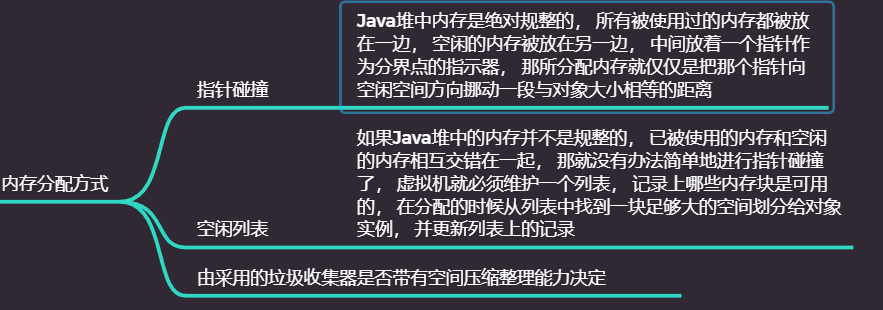 Java堆中内存是绝对规整的， 所有被使用过的内存都被放
在一边， 空闲的内存被放在另一边， 中间放着一个指针作
为分界点的指示器， 那所分配内存就仅仅是把那个指针向
空闲空间方向挪动一段与对象大小相等的距离
指针碰撞
如果Java堆中的内存并不是规整的， 已被使用的内存和空闲
的内存相互交错在一起， 那就没有办法简单地进行指针碰撞
了， 虚拟机就必须维护一个列表， 记录上哪些内存块是可用
的， 在分配的时候从列表中找到一块足够大的空间划分给对象
实例， 并更新列表上的记录
内存分配方式
空闲列表
由采用的垃圾收集器是否带有空间压缩整理能力决定